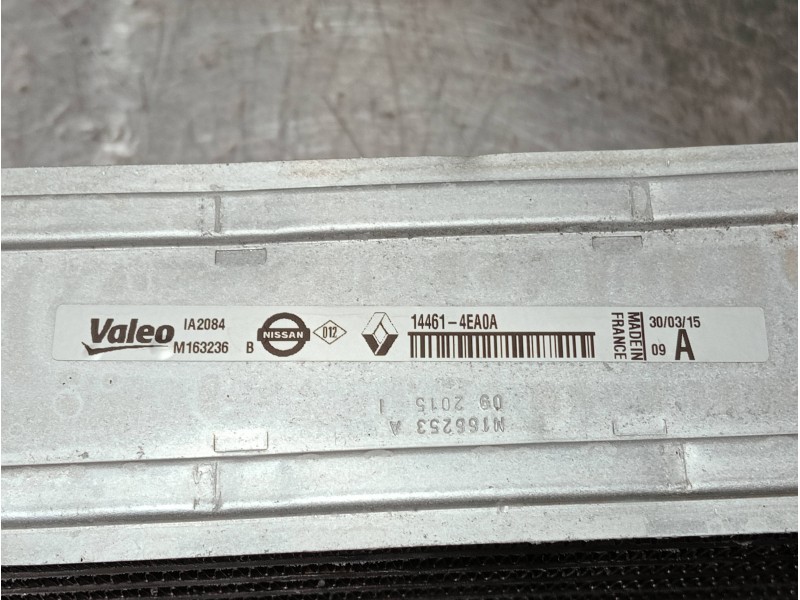 Valeo IA2084
M163236 B
NISSAN
012
14461-4EA0A
MADE IN
FRANCE
30/03/15
09 A
N166253 A
09 2015 1